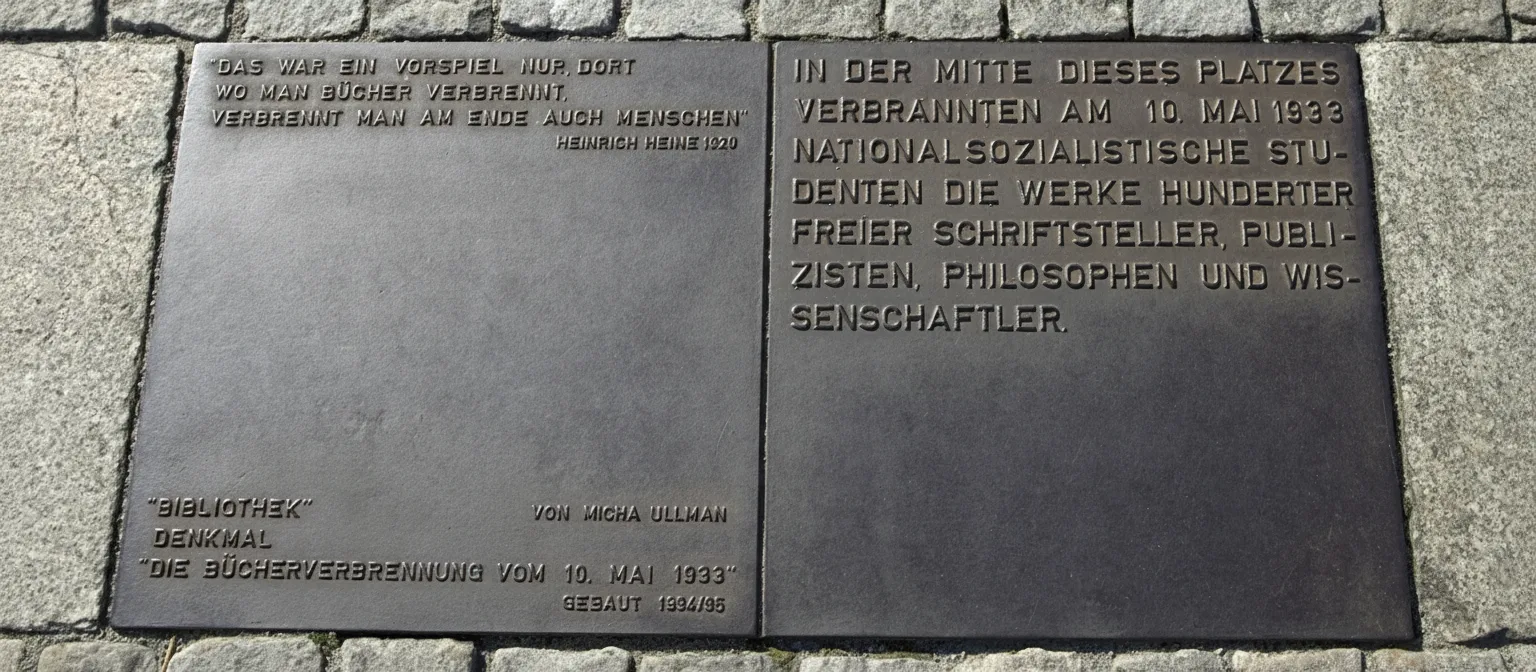 "DAS WAR EIN VORSPIEL NUR, DORT
WO MAN BÜCHER VERBRENNT,
VERBRENNT MAN AM ENDE AUCH MENSCHEN"
HEINRICH HEINE 1820
"BIBLIOTHEK"
VON MICHA ULLMAN
DENKMAL
"DIE BÜCHERVERBRENNUNG VOM 10. MAI 1933"
GEBAUT 1994/95
IN DER MITTE DIESES PLATZES
VERBRANNTEN AM 10. MAI 1933
NATIONALSOZIALISTISCHE STU-
DENTEN DIE WERKE HUNDERTER
FREIER SCHRIFTSTELLER, PUBLI-
ZISTEN, PHILOSOPHEN UND WIS-
SENSCHAFTLER.